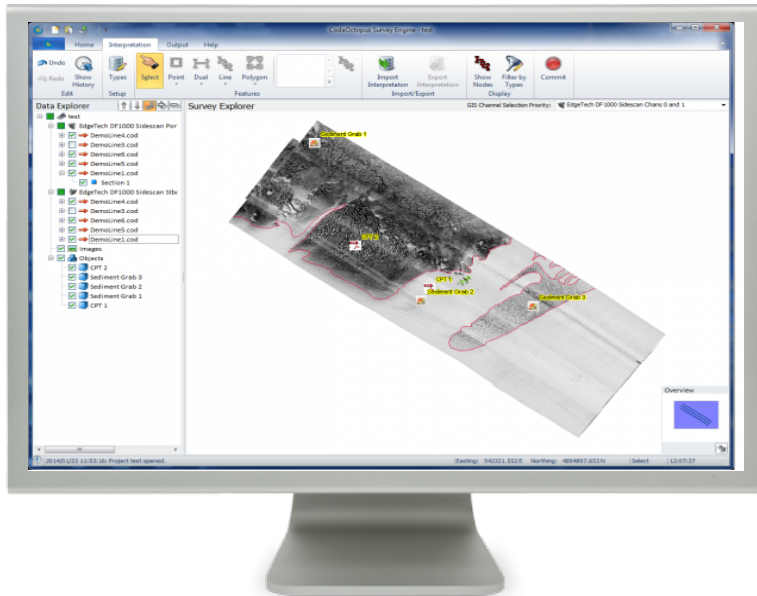 CodaOctopus Survey Engine - test
Home Interpretation Output Help
Undo
Redo
Show History
Edit
Types
Setup
Select
Point
Dual
Line
Polygon
Features
Import Interpretation
Export Interpretation
Import/Export
Show Nodes
Filter by Types
Display
Commit
Data Explorer
Survey Explorer
GIS Channel Selection Priority: EdgeTech DF1000 Sidescan Chans 0 and 1
test
EdgeTech DF1000 Sidescan Por
DemoLine4.cod
DemoLine3.cod
DemoLine6.cod
DemoLine5.cod
DemoLine1.cod
Section 1
EdgeTech DF1000 Sidescan Stbd
DemoLine4.cod
DemoLine3.cod
DemoLine6.cod
DemoLine5.cod
DemoLine1.cod
Images
Objects
CPT 2
Sediment Grab 3
Sediment Grab 2
Sediment Grab 1
CPT 1
Sediment Grab 1
CPT 1
Sediment Grab 2
Sediment Grab 3
Overview
2014/01/23 11:53:16: Project test opened.
Select
12:07:37